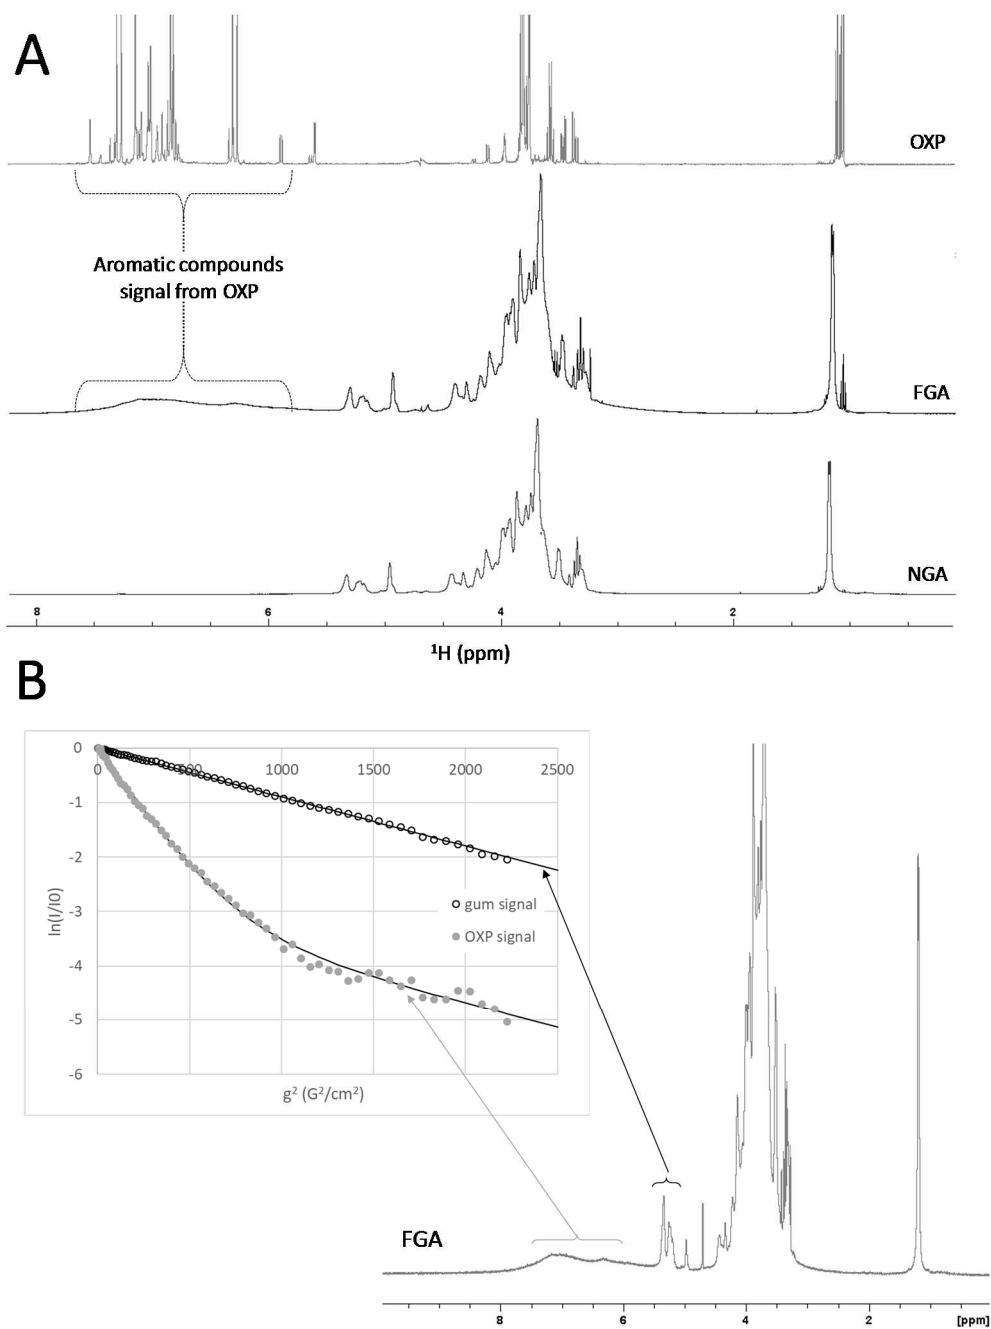 A
OXP
Aromatic compounds
signal from OXP
FGA
NGA
8 6 4 2
¹H (ppm)
B
0
0 500 1000 1500 2000 2500
-1
-2
-3
-4
-5
-6
ln(I/I0)
gum signal
OXP signal
g² (G²/cm²)
FGA
8 6 4 2 [ppm]